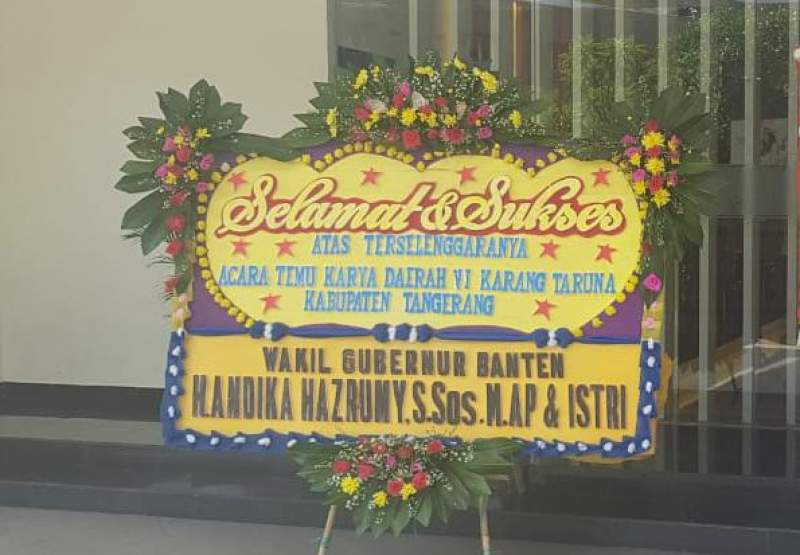 Selamat & Sukses
ATAS TERSELENGGARANYA
ACARA TEMU KARYA DAERAH VI KARANG TARUNA
KABUPATEN TANGERANG
WAKIL GUBERNUR BANTEN
H.ANDIKA HAZRUMY,S.Sos.M.AP & ISTRI